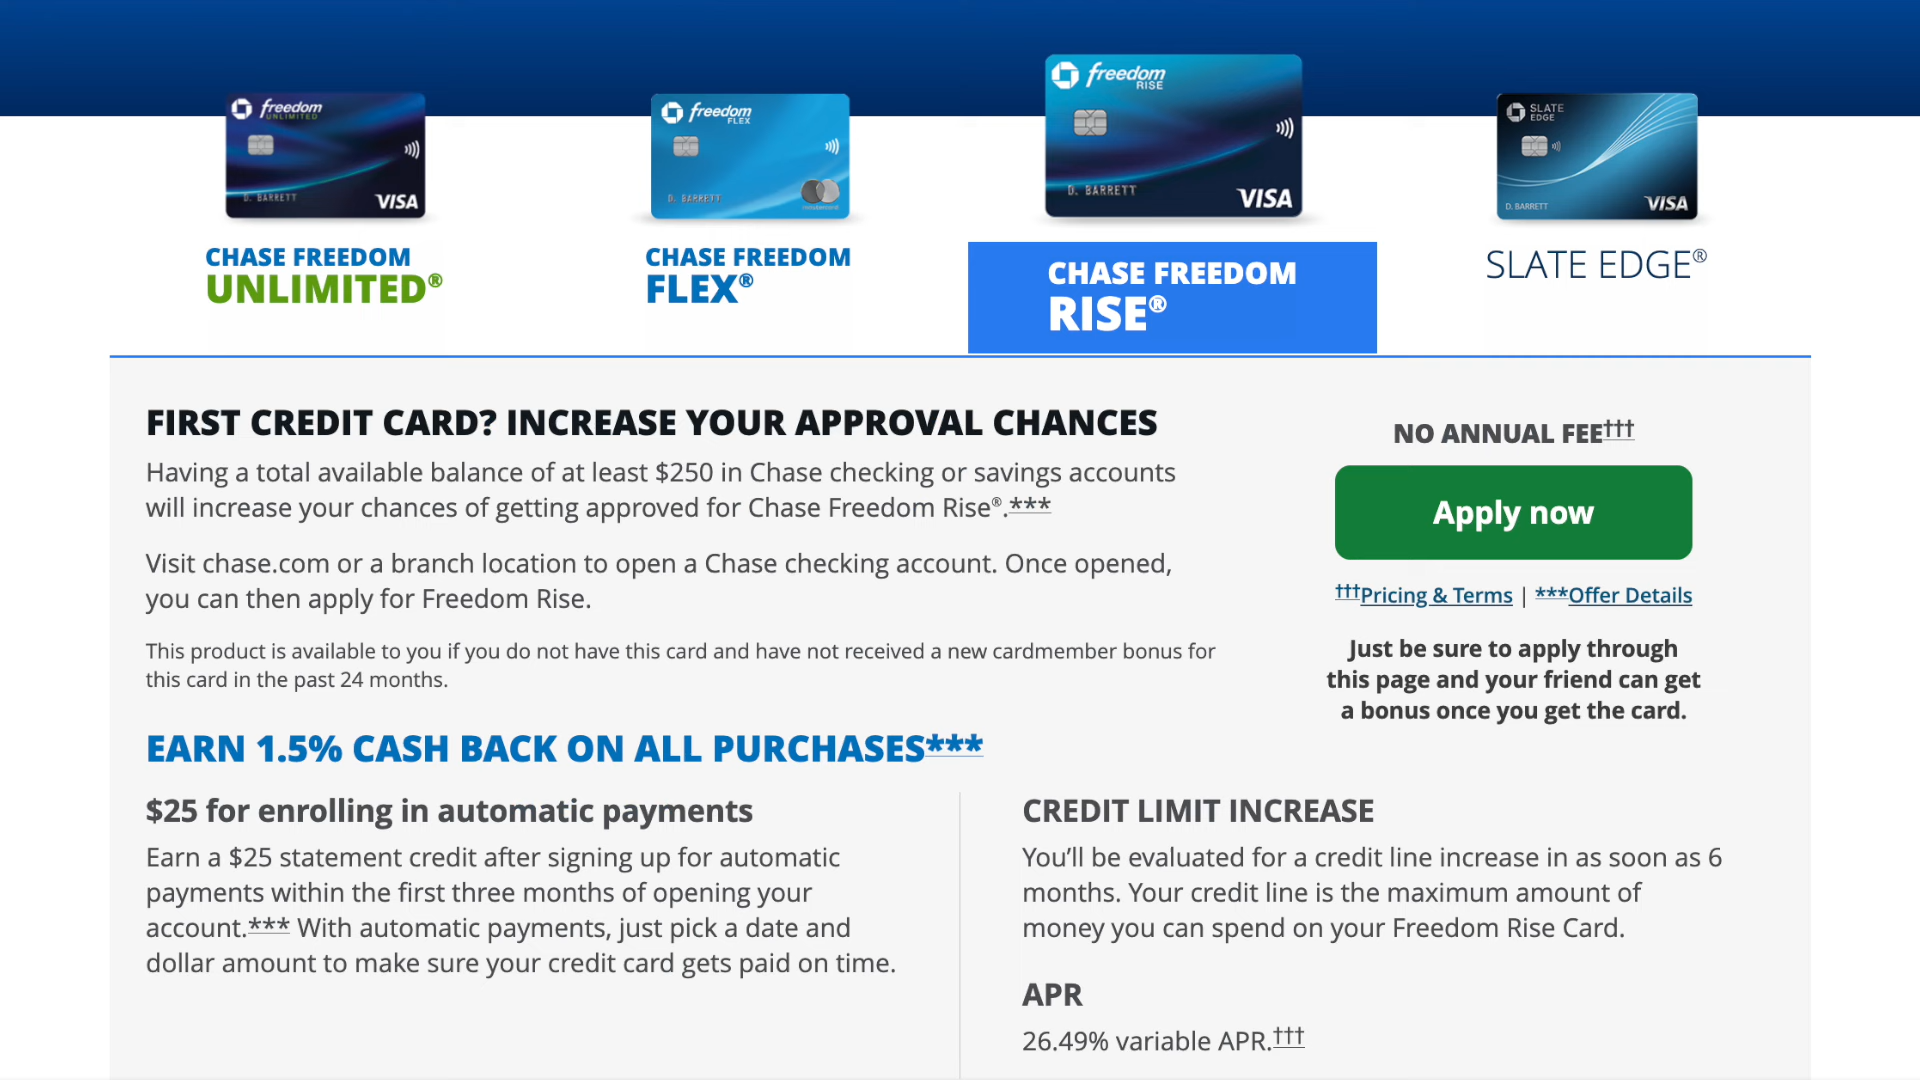 freedom
UNLIMITED
D. BARRETT
VISA
freedom
FLEX
D. BARRETT
freedom
RISE
D. BARRETT
VISA
SLATE
EDGE
D. BARRETT
VISA
CHASE FREEDOM
UNLIMITED®
CHASE FREEDOM
FLEX®
CHASE FREEDOM
RISE®
SLATE EDGE®
FIRST CREDIT CARD? INCREASE YOUR APPROVAL CHANCES
Having a total available balance of at least $250 in Chase checking or savings accounts
will increase your chances of getting approved for Chase Freedom Rise®.***
Visit chase.com or a branch location to open a Chase checking account. Once opened,
you can then apply for Freedom Rise.
This product is available to you if you do not have this card and have not received a new cardmember bonus for
this card in the past 24 months.
NO ANNUAL FEE†††
Apply now
†††Pricing & Terms | ***Offer Details
Just be sure to apply through
this page and your friend can get
a bonus once you get the card.
EARN 1.5% CASH BACK ON ALL PURCHASES***
$25 for enrolling in automatic payments
Earn a $25 statement credit after signing up for automatic
payments within the first three months of opening your
account.*** With automatic payments, just pick a date and
dollar amount to make sure your credit card gets paid on time.
CREDIT LIMIT INCREASE
You’ll be evaluated for a credit line increase in as soon as 6
months. Your credit line is the maximum amount of
money you can spend on your Freedom Rise Card.
APR
26.49% variable APR.†††